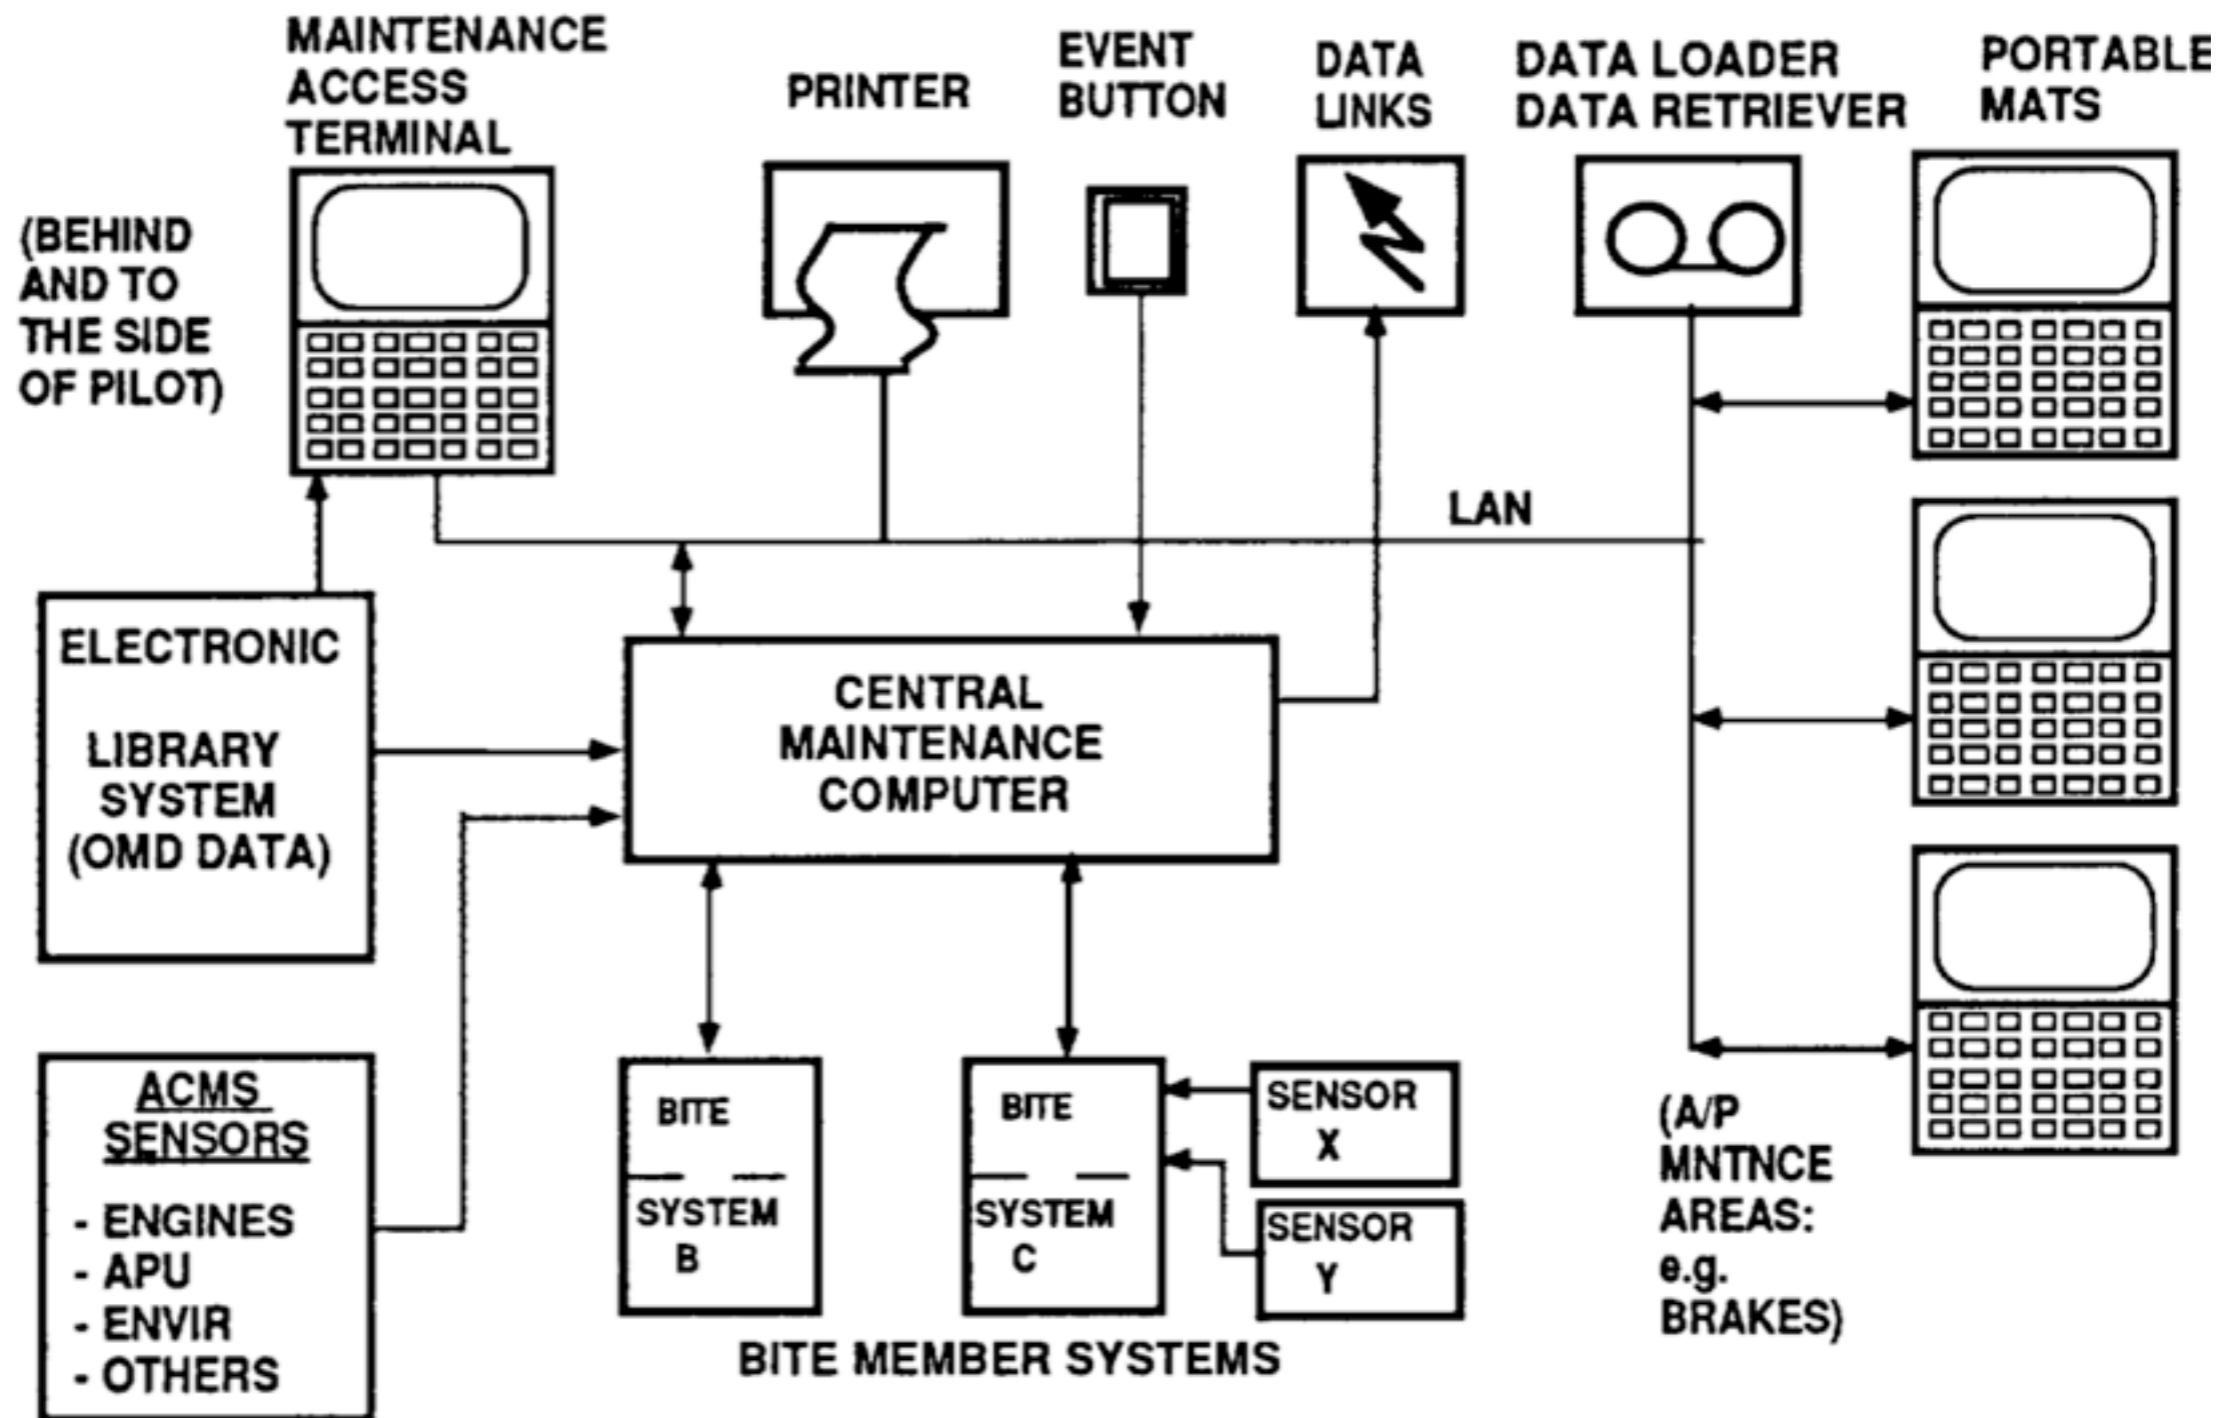 MAINTENANCE
ACCESS
TERMINAL
PRINTER
EVENT
BUTTON
DATA
LINKS
DATA LOADER
DATA RETRIEVER
PORTABLE
MATS
(BEHIND
AND TO
THE SIDE
OF PILOT)
LAN
ELECTRONIC
LIBRARY
SYSTEM
(OMD DATA)
CENTRAL
MAINTENANCE
COMPUTER
ACMS
SENSORS
- ENGINES
- APU
- ENVIR
- OTHERS
BITE
SYSTEM
B
BITE
SYSTEM
C
SENSOR
X
SENSOR
Y
BITE MEMBER SYSTEMS
(A/P
MNTNCE
AREAS:
e.g.
BRAKES)